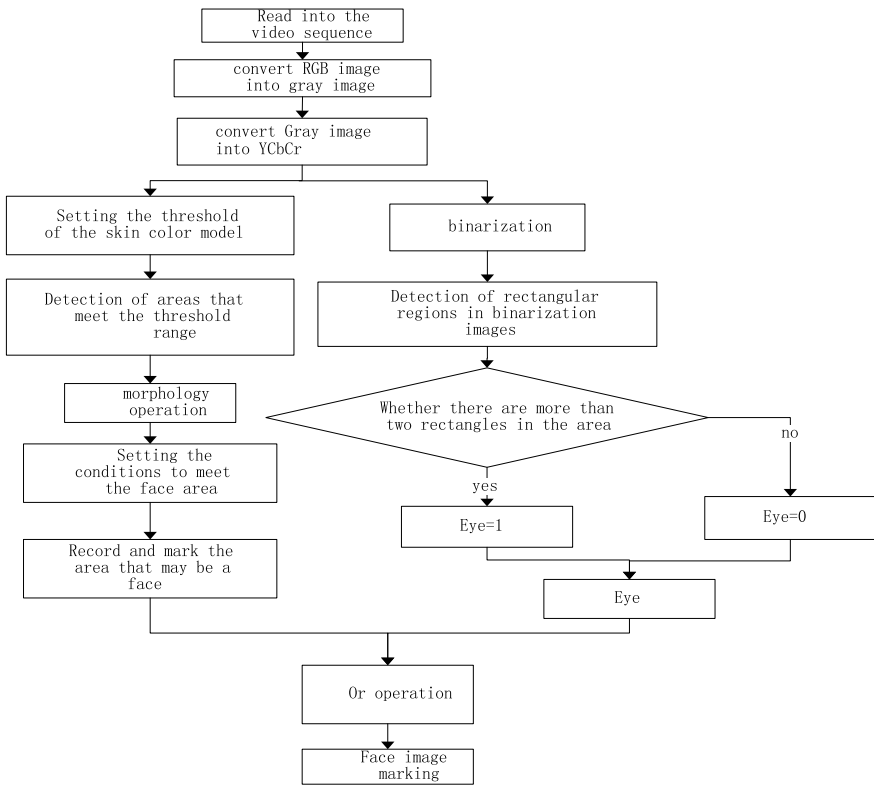 Read into the
video sequence
convert RGB image
into gray image
convert Gray image
into YCbCr
Setting the threshold
of the skin color model
Detection of areas that
meet the threshold
range
morphology
operation
Setting the
conditions to meet
the face area
Record and mark the
area that may be a
face
binarization
Detection of rectangular
regions in binarization
images
Whether there are more than
two rectangles in the area
no
yes
Eye=1
Eye=0
Eye
Or operation
Face image
marking